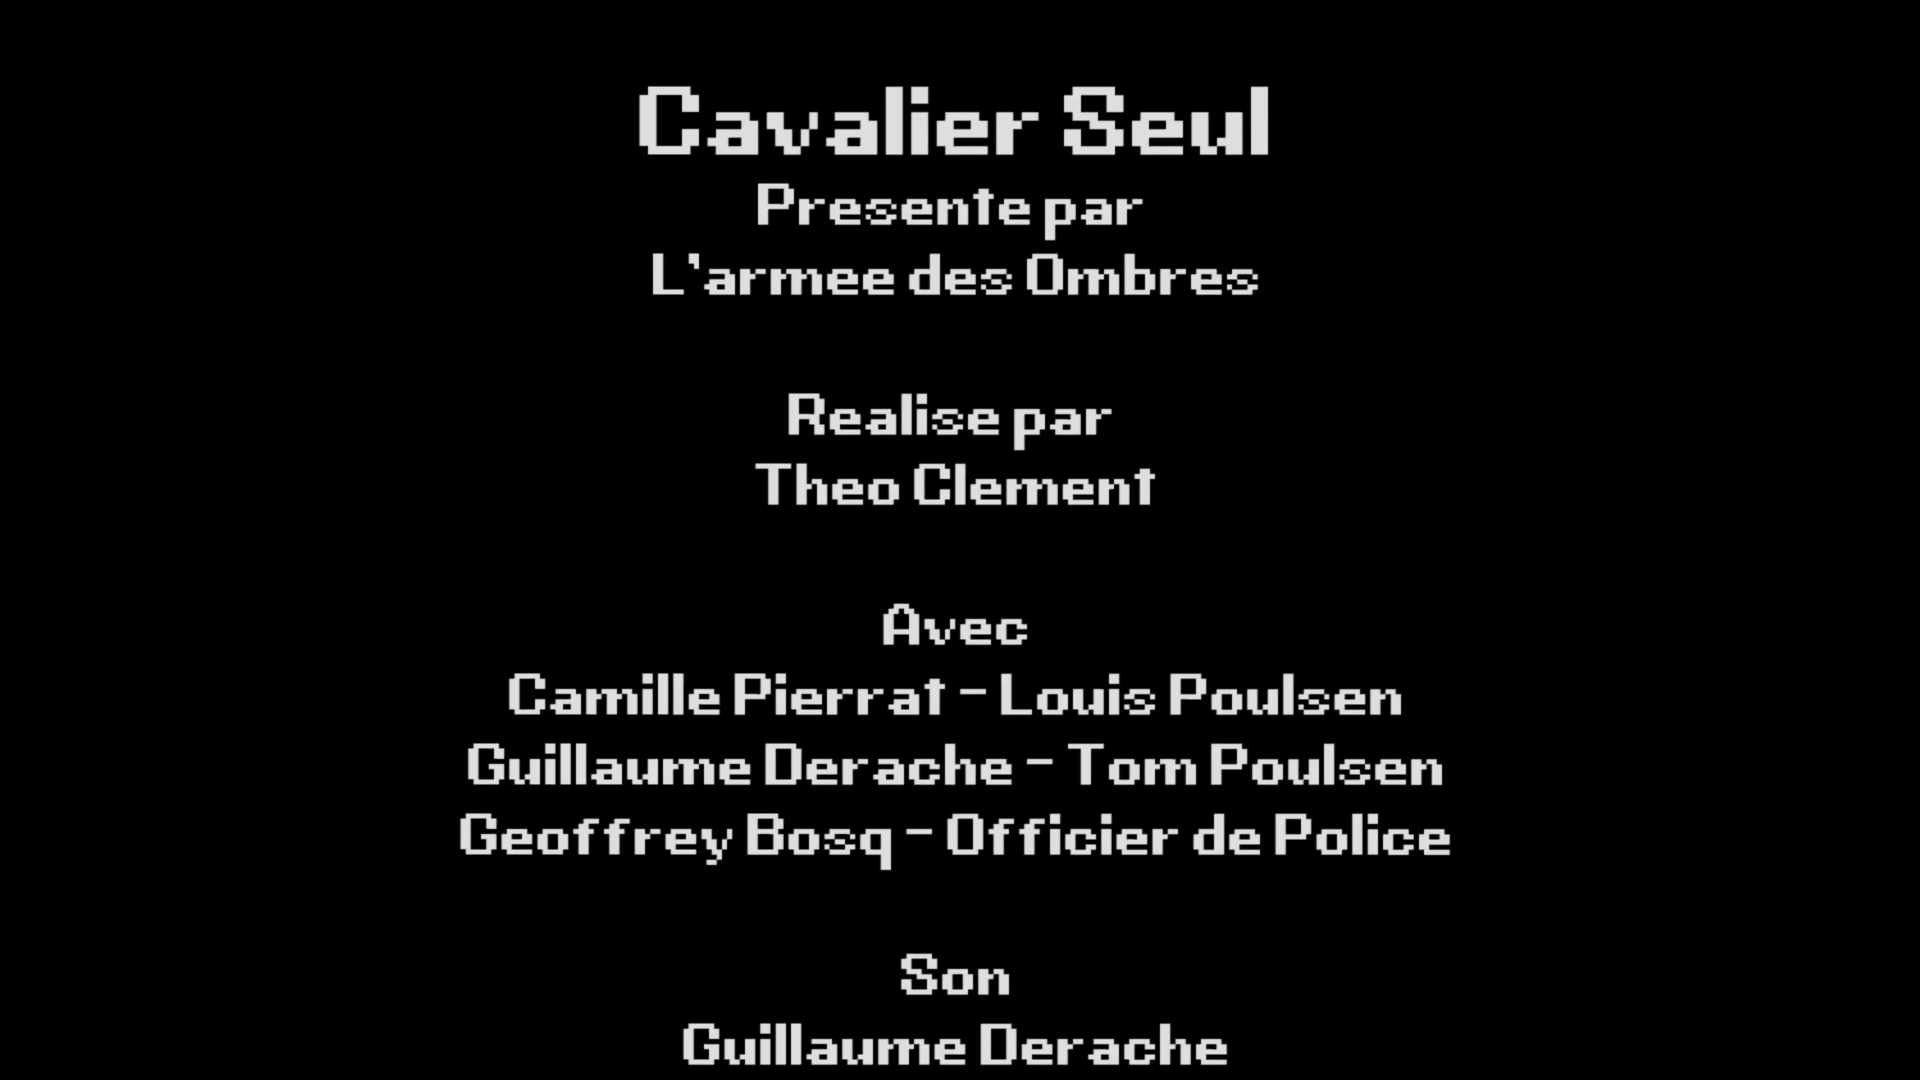 Cavalier Seul
Presente par
L'armee des Ombres
Realise par
Theo Clement
Avec
Camille Pierrat - Louis Poulsen
Guillaume Derache - Tom Poulsen
Geoffrey Bosq - Officier de Police
Son
Guillaume Derache